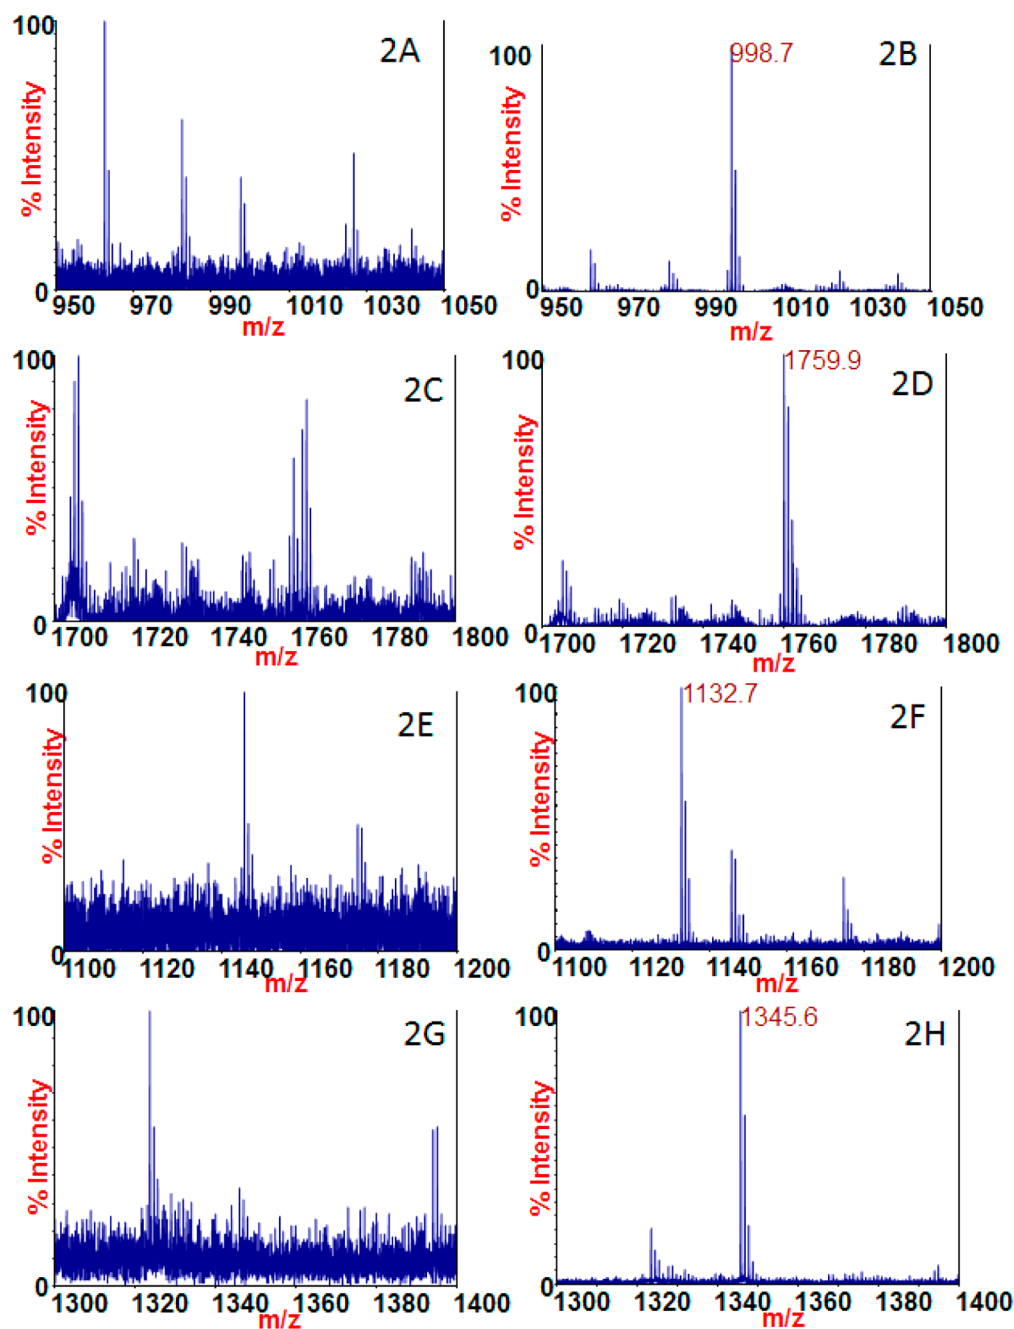 100
2A
% Intensity
0
950 970 990 1010 1030 1050
m/z
100
998.7
2B
% Intensity
0
950 970 990 1010 1030 1050
m/z
100
2C
% Intensity
0
1700 1720 1740 1760 1780 1800
m/z
100
1759.9
2D
% Intensity
0
1700 1720 1740 1760 1780 1800
m/z
100
2E
% Intensity
0
1100 1120 1140 1160 1180 1200
m/z
100
1132.7
2F
% Intensity
0
1100 1120 1140 1160 1180 1200
m/z
100
2G
% Intensity
0
1300 1320 1340 1360 1380 1400
m/z
100
1345.6
2H
% Intensity
0
1300 1320 1340 1360 1380 1400
m/z